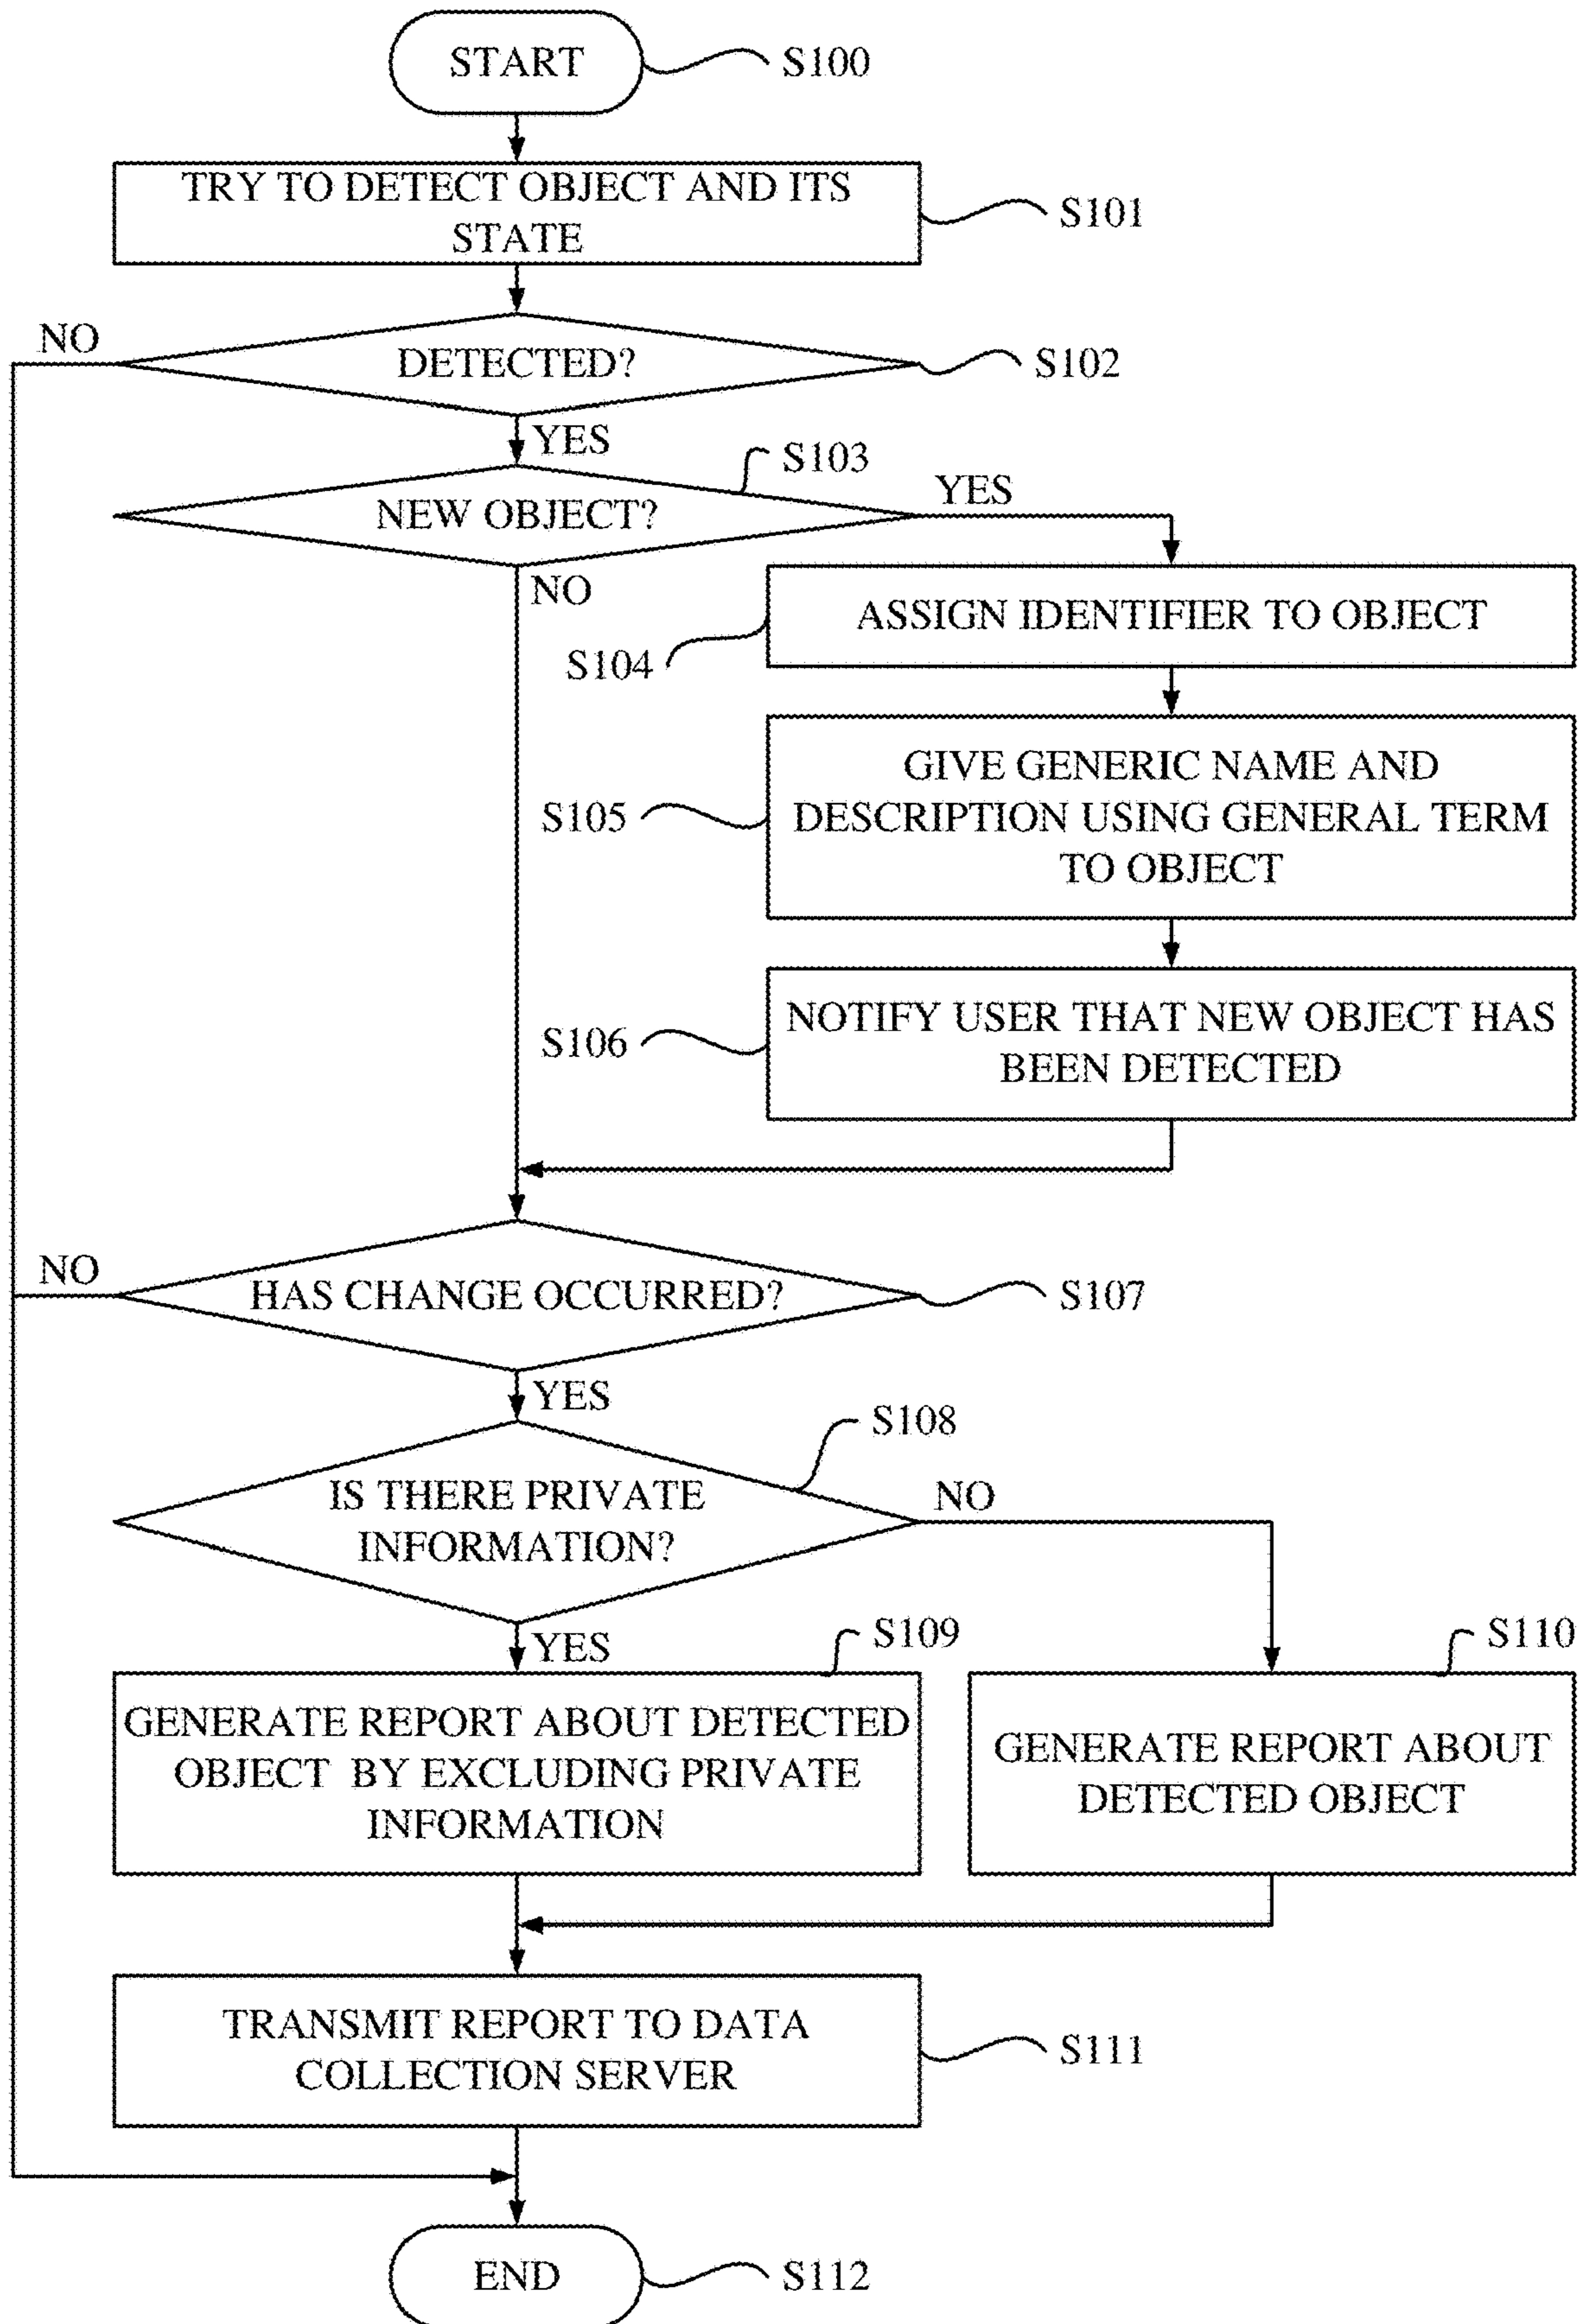 START
S100
TRY TO DETECT OBJECT AND ITS
STATE
S101
NO
DETECTED?
S102
YES
S103
NEW OBJECT?
YES
NO
ASSIGN IDENTIFIER TO OBJECT
S104
GIVE GENERIC NAME AND
DESCRIPTION USING GENERAL TERM
TO OBJECT
S105
NOTIFY USER THAT NEW OBJECT HAS
BEEN DETECTED
S106
NO
HAS CHANGE OCCURRED?
S107
YES
S108
IS THERE PRIVATE
INFORMATION?
NO
YES
S109
S110
GENERATE REPORT ABOUT DETECTED
OBJECT BY EXCLUDING PRIVATE
INFORMATION
GENERATE REPORT ABOUT
DETECTED OBJECT
TRANSMIT REPORT TO DATA
COLLECTION SERVER
S111
END
S112